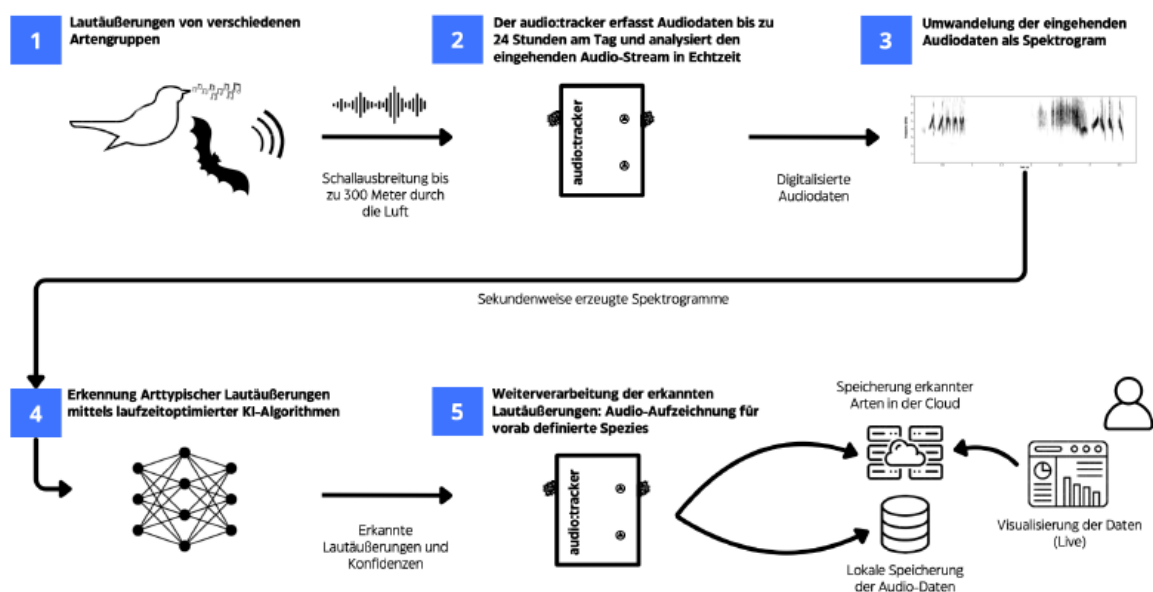 1
Lautäußerungen von verschiedenen
Artengruppen
2
Der audio:tracker erfasst Audiodaten bis zu
24 Stunden am Tag und analysiert den
eingehenden Audio-Stream in Echtzeit
3
Umwandelung der eingehenden
Audiodaten als Spektrogram
Schallausbreitung bis
zu 300 Meter durch
die Luft
audio:tracker
Digitalisierte
Audiodaten
Sekundenweise erzeugte Spektrogramme
4
Erkennung Arttypischer Lautäußerungen
mittels laufzeitoptimierter KI-Algorithmen
Erkannte
Lautäußerungen und
Konfidenzen
5
Weiterverarbeitung der erkannten
Lautäußerungen: Audio-Aufzeichnung für
vorab definierte Spezies
audio:tracker
Speicherung erkannter
Arten in der Cloud
Lokale Speicherung
der Audio-Daten
Visualisierung der Daten
(Live)